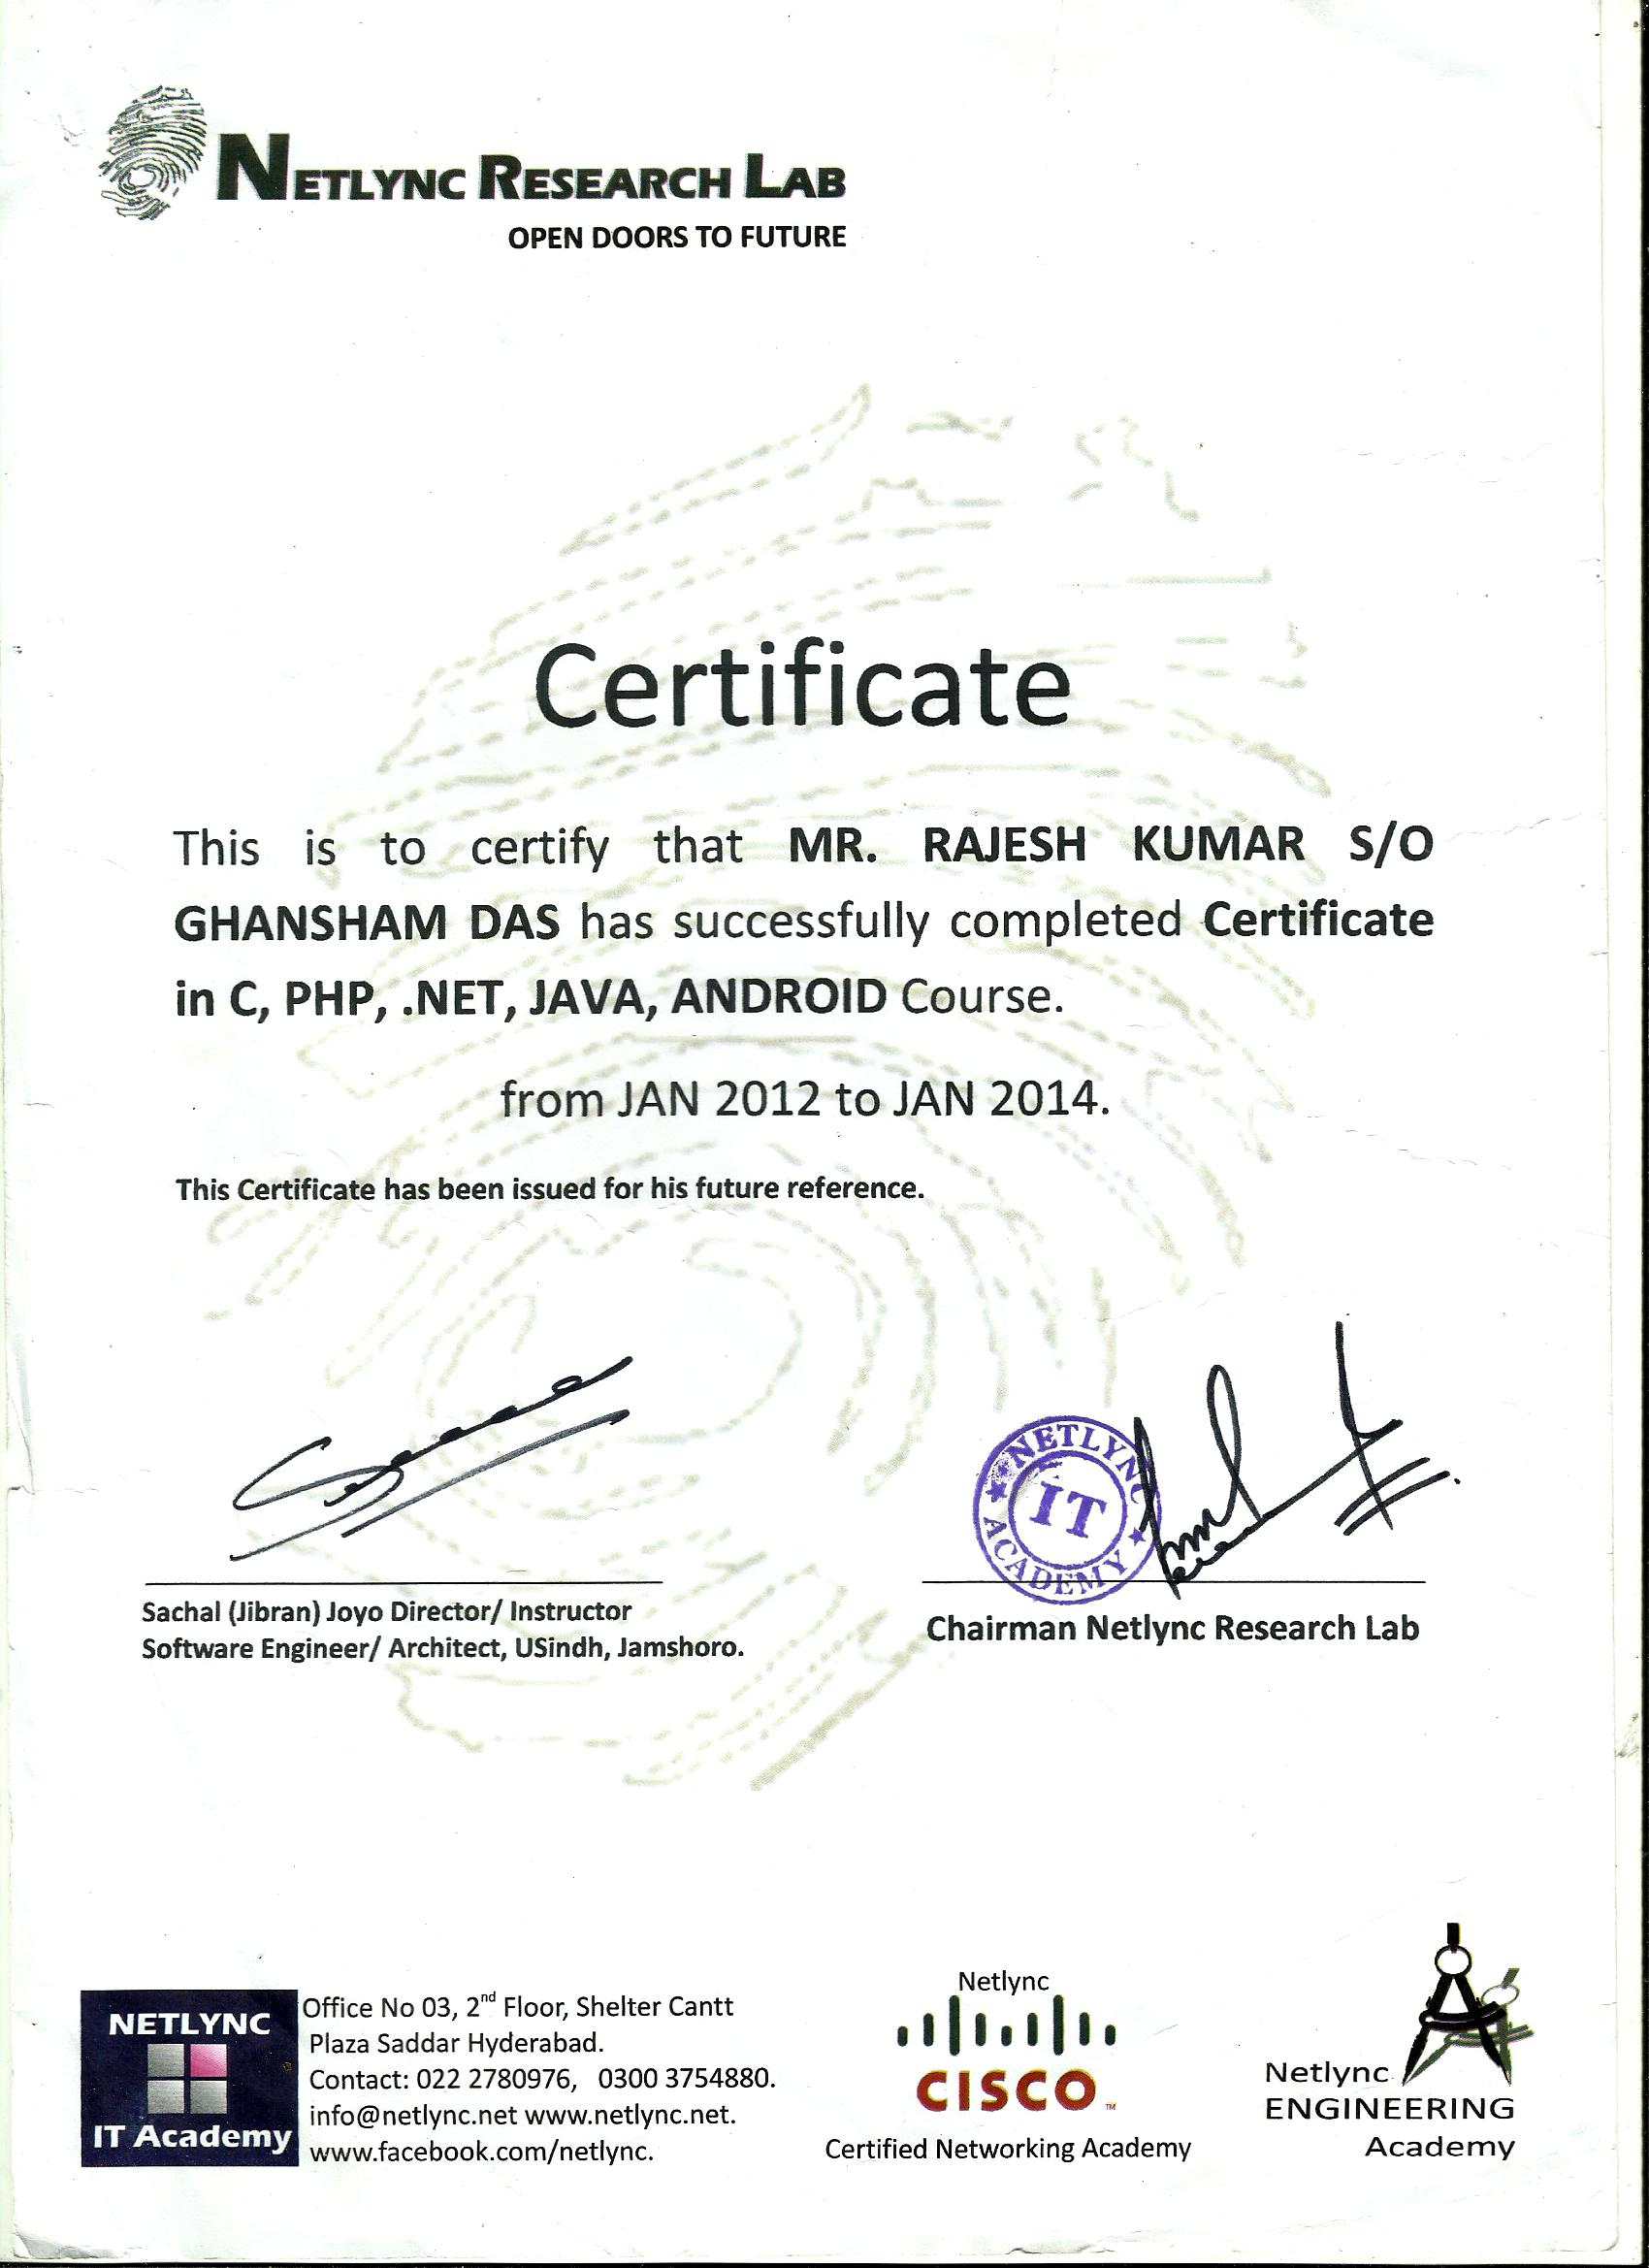 NETLYNC RESEARCH LAB
OPEN DOORS TO FUTURE
Certificate
This is to certify that MR. RAJESH KUMAR S/O
GHANSHAM DAS has successfully completed Certificate
in C, PHP, .NET, JAVA, ANDROID Course.
from JAN 2012 to JAN 2014.
This Certificate has been issued for his future reference.
NETLYNC
IT
ACADEMY
Sachal (Jibran) Joyo Director/ Instructor
Software Engineer/ Architect, USindh, Jamshoro.
Chairman Netlync Research Lab
NETLYNC
IT Academy
Office No 03, 2nd Floor, Shelter Cantt
Plaza Saddar Hyderabad.
Contact: 022 2780976, 0300 3754880.
info@netlync.net www.netlync.net.
www.facebook.com/netlync.
Netlync
CISCO™
Certified Networking Academy
Netlync
ENGINEERING
Academy